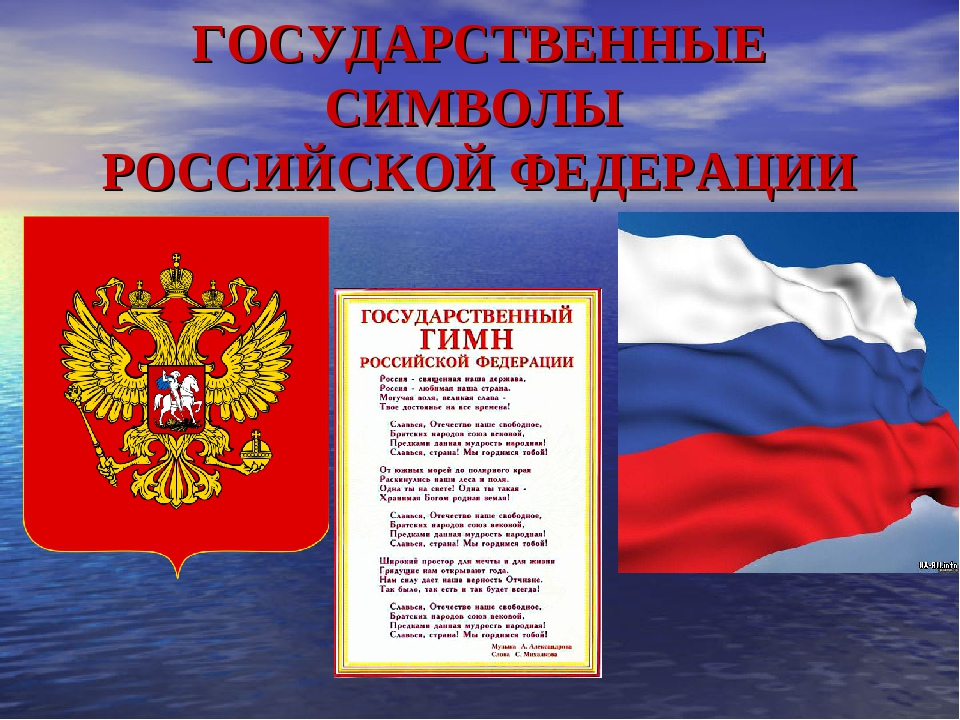 ГОСУДАРСТВЕННЫЕ
СИМВОЛЫ
РОССИЙСКОЙ ФЕДЕРАЦИИ
ГОСУДАРСТВЕННЫЙ
ГИМН
РОССИЙСКОЙ ФЕДЕРАЦИИ
Россия - священная наша держава,
Россия - любимая наша страна.
Могучая воля, великая слава -
Твое достоянье на все времена!
Славься, Отечество наше свободное,
Братских народов союз вековой,
Предками данная мудрость народная!
Славься, страна! Мы гордимся тобой!
От южных морей до полярного края
Раскинулись наши леса и поля.
Одна ты на свете! Одна ты такая -
Хранимая Богом родная земля!
Славься, Отечество наше свободное,
Братских народов союз вековой,
Предками данная мудрость народная!
Славься, страна! Мы гордимся тобой!
Широкий простор для мечты и для жизни
Грядущие нам открывают года.
Нам силу дает наша верность Отчизне.
Так было, так есть и так будет всегда!
Славься, Отечество наше свободное,
Братских народов союз вековой,
Предками данная мудрость народная!
Славься, страна! Мы гордимся тобой!
Музыка А. Александрова
Слова С. Михалкова